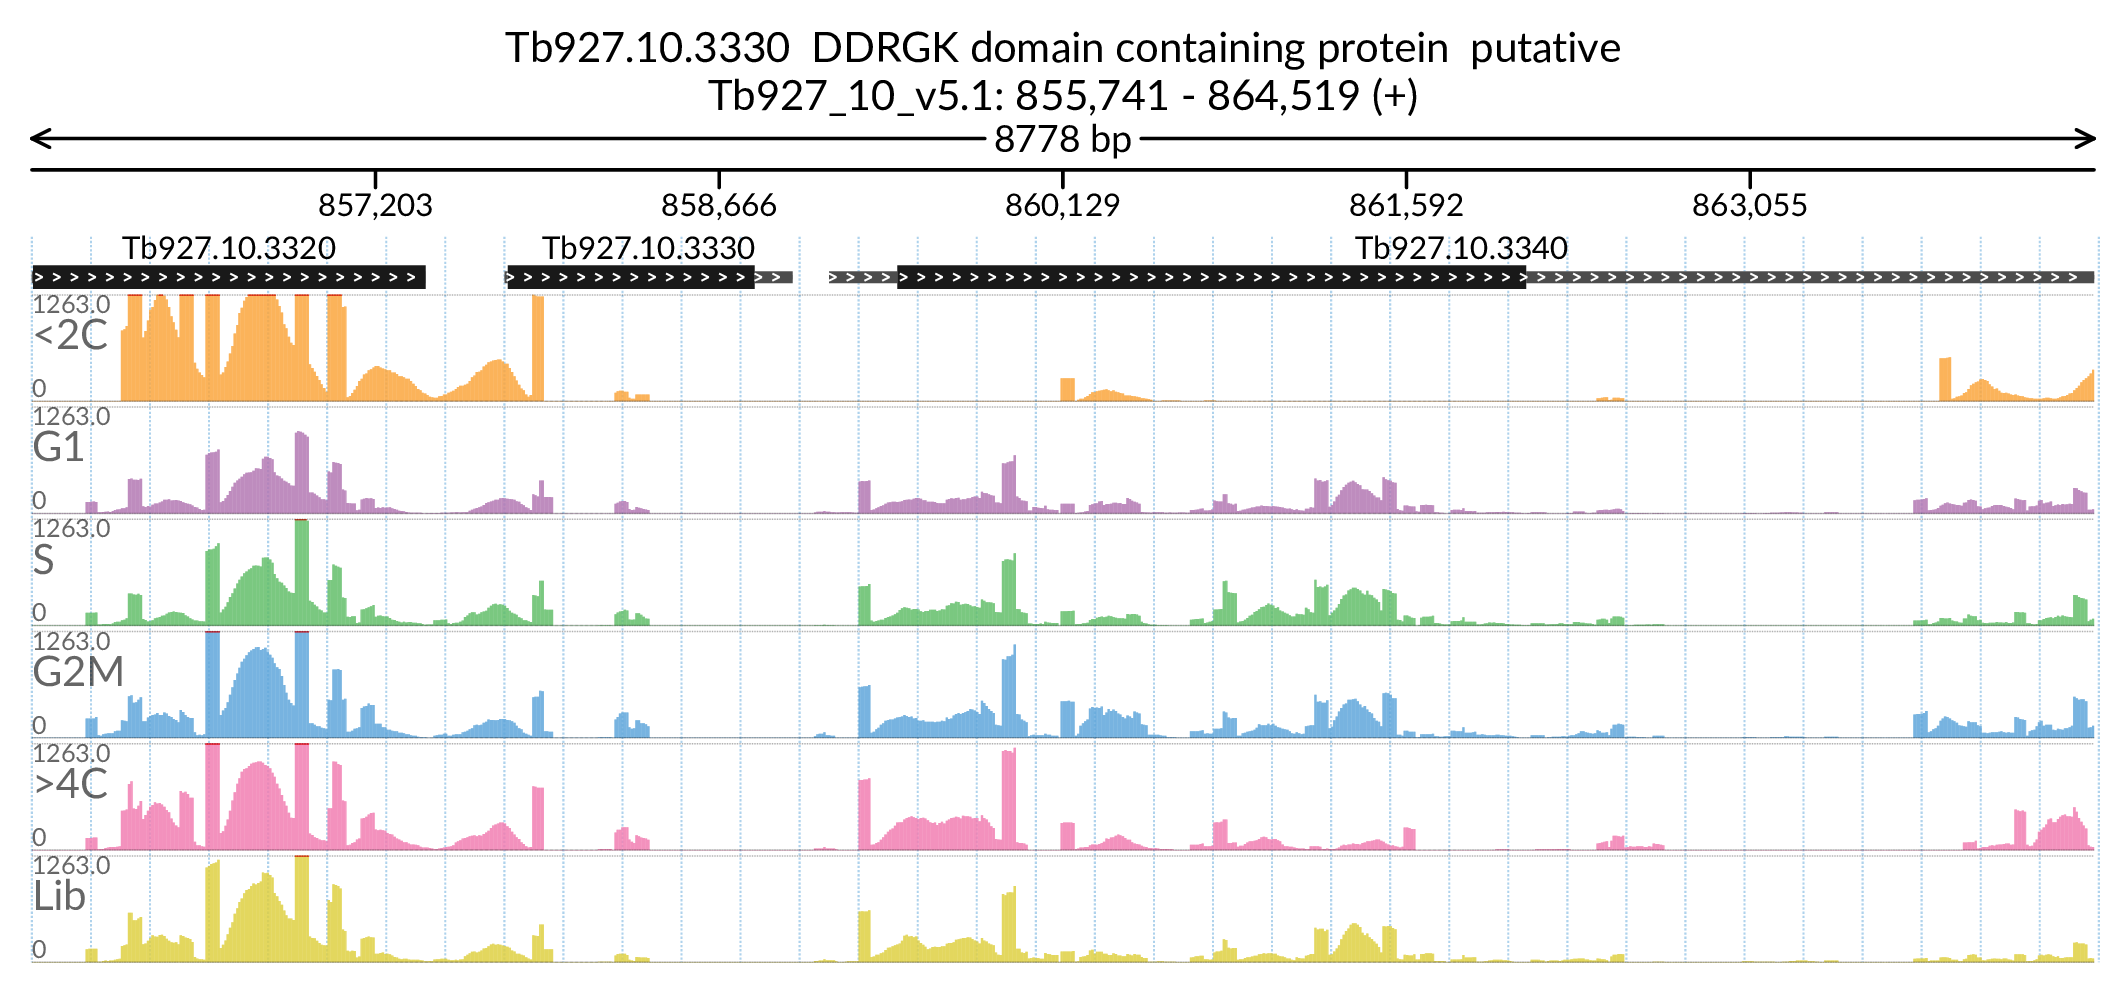 Tb927.10.3330  DDRGK domain containing protein  putative
Tb927_10_v5.1: 855,741 - 864,519 (+)
8778 bp
857,203 858,666 860,129 861,592 863,055
Tb927.10.3320 Tb927.10.3330 Tb927.10.3340
1263.0
<2C
0
1263.0
G1
0
1263.0
S
0
1263.0
G2M
0
1263.0
>4C
0
1263.0
Lib
0